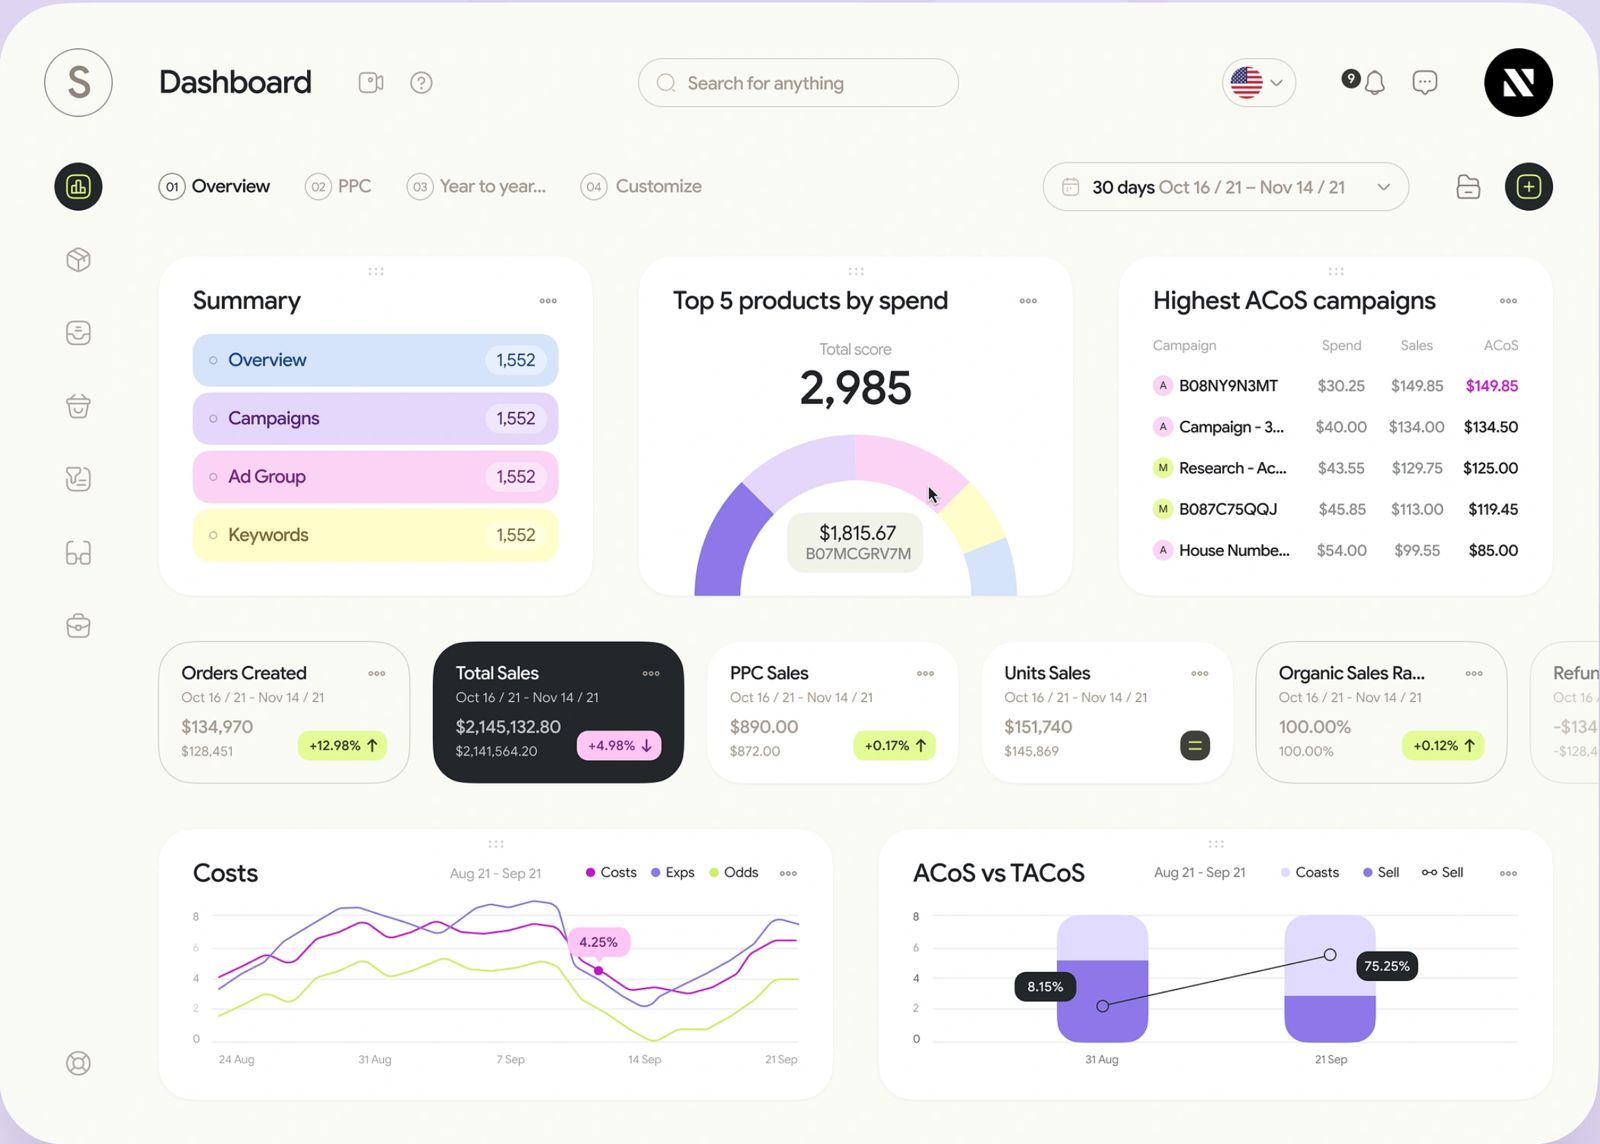 S
Dashboard
Search for anything
9
01 Overview
02 PPC
03 Year to year...
04 Customize
30 days Oct 16 / 21 – Nov 14 / 21
Summary
Overview 1,552
Campaigns 1,552
Ad Group 1,552
Keywords 1,552
Top 5 products by spend
Total score
2,985
$1,815.67
B07MCGRV7M
Highest ACoS campaigns
Campaign Spend Sales ACoS
A B08NY9N3MT $30.25 $149.85 $149.85
A Campaign - 3... $40.00 $134.00 $134.50
M Research - Ac... $43.55 $129.75 $125.00
M B087C75QQJ $45.85 $113.00 $119.45
A House Numbe... $54.00 $99.55 $85.00
Orders Created
Oct 16 / 21 - Nov 14 / 21
$134,970
$128,451
+12.98%
Total Sales
Oct 16 / 21 - Nov 14 / 21
$2,145,132.80
$2,141,564.20
+4.98%
PPC Sales
Oct 16 / 21 - Nov 14 / 21
$890.00
$872.00
+0.17%
Units Sales
Oct 16 / 21 - Nov 14 / 21
$151,740
$145,869
Organic Sales Ra...
Oct 16 / 21 - Nov 14 / 21
100.00%
100.00%
+0.12%
Refun
Oct 16 /
-$134
-$128,4
Costs
Aug 21 - Sep 21
Costs Exps Odds
8
6
4
2
0
4.25%
24 Aug 31 Aug 7 Sep 14 Sep 21 Sep
ACoS vs TACoS
Aug 21 - Sep 21
Coasts Sell Sell
8
6
4
2
0
8.15%
75.25%
31 Aug 21 Sep